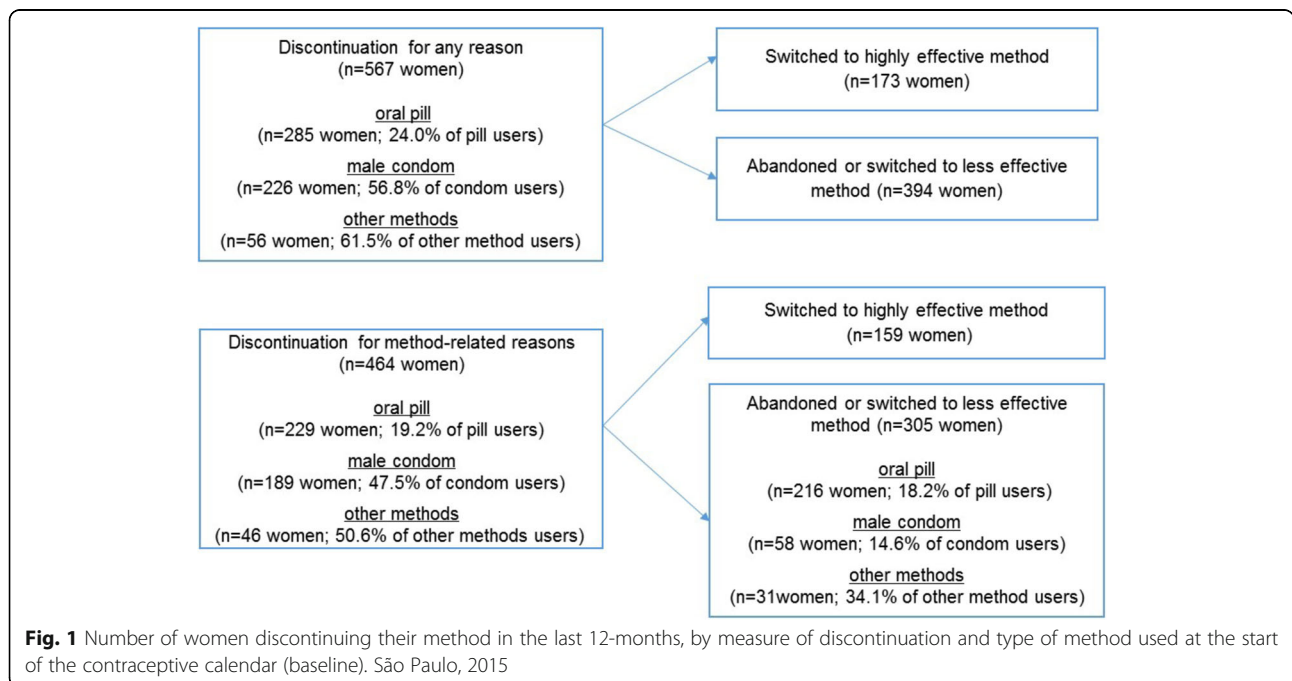 Discontinuation for any reason
(n=567 women)
oral pill
(n=285 women; 24.0% of pill users)
male condom
(n=226 women; 56.8% of condom users)
other methods
(n=56 women; 61.5% of other method users)
Switched to highly effective method
(n=173 women)
Abandoned or switched to less effective
method (n=394 women)
Discontinuation for method-related reasons
(n=464 women)
oral pill
(n=229 women; 19.2% of pill users)
male condom
(n=189 women; 47.5% of condom users)
other methods
(n=46 women; 50.6% of other methods users)
Switched to highly effective method
(n=159 women)
Abandoned or switched to less effective
method (n=305 women)
oral pill
(n=216 women; 18.2% of pill users)
male condom
(n=58 women; 14.6% of condom users)
other methods
(n=31women; 34.1% of other method users)
Fig. 1 Number of women discontinuing their method in the last 12-months, by measure of discontinuation and type of method used at the start
of the contraceptive calendar (baseline). São Paulo, 2015